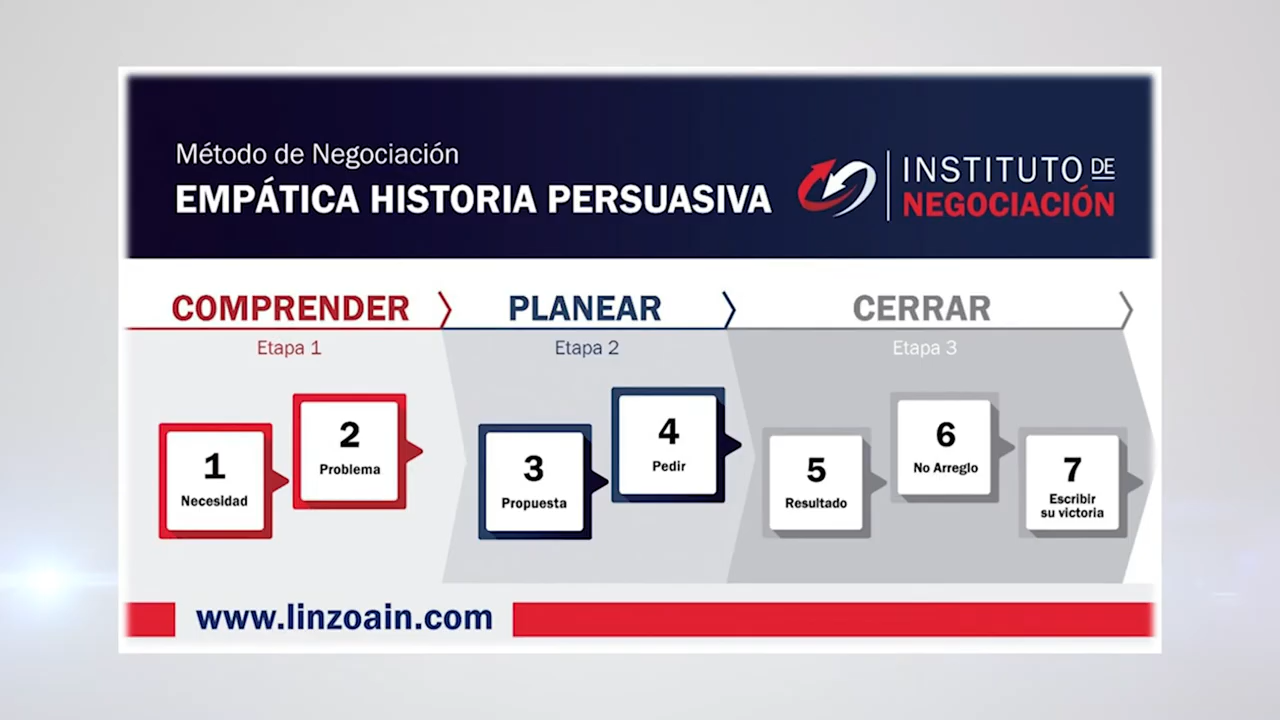 Método de Negociación
EMPÁTICA HISTORIA PERSUASIVA
INSTITUTO DE
NEGOCIACIÓN
COMPRENDER
Etapa 1
PLANEAR
Etapa 2
CERRAR
Etapa 3
1
Necesidad
2
Problema
3
Propuesta
4
Pedir
5
Resultado
6
No Arreglo
7
Escribir
su victoria
www.linzoain.com